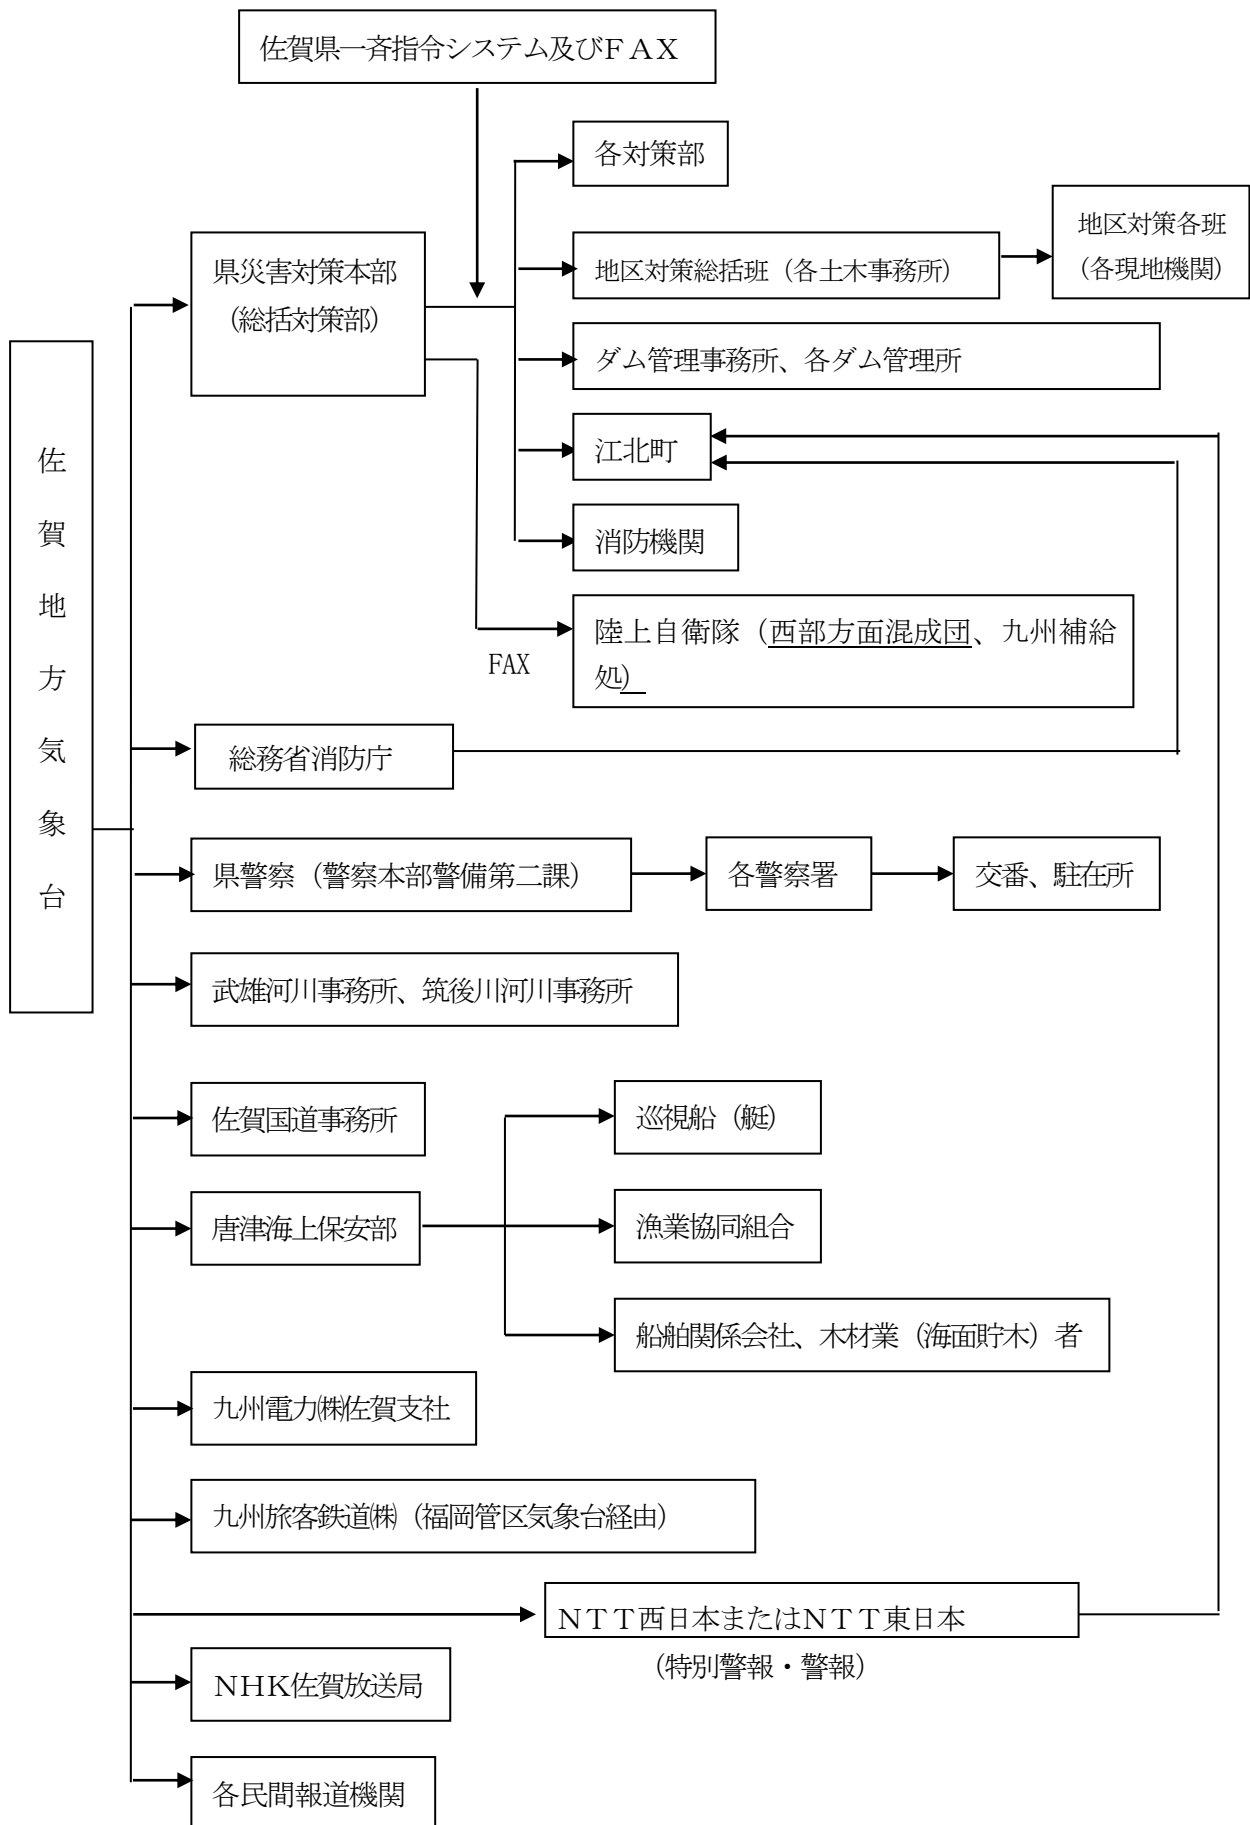 佐賀県一斉指令システム及びＦＡＸ
各対策部
地区対策各班
（各現地機関）
県災害対策本部
（総括対策部）
地区対策総括班（各土木事務所）
ダム管理事務所、各ダム管理所
江北町
消防機関
陸上自衛隊（西部方面混成団、九州補給
処）
FAX
佐賀地方気象台
総務省消防庁
県警察（警察本部警備第二課）
各警察署
交番、駐在所
武雄河川事務所、筑後川河川事務所
佐賀国道事務所
巡視船（艇）
唐津海上保安部
漁業協同組合
船舶関係会社、木材業（海面貯木）者
九州電力㈱佐賀支社
九州旅客鉄道㈱（福岡管区気象台経由）
ＮＴＴ西日本またはＮＴＴ東日本
（特別警報・警報）
ＮＨＫ佐賀放送局
各民間報道機関